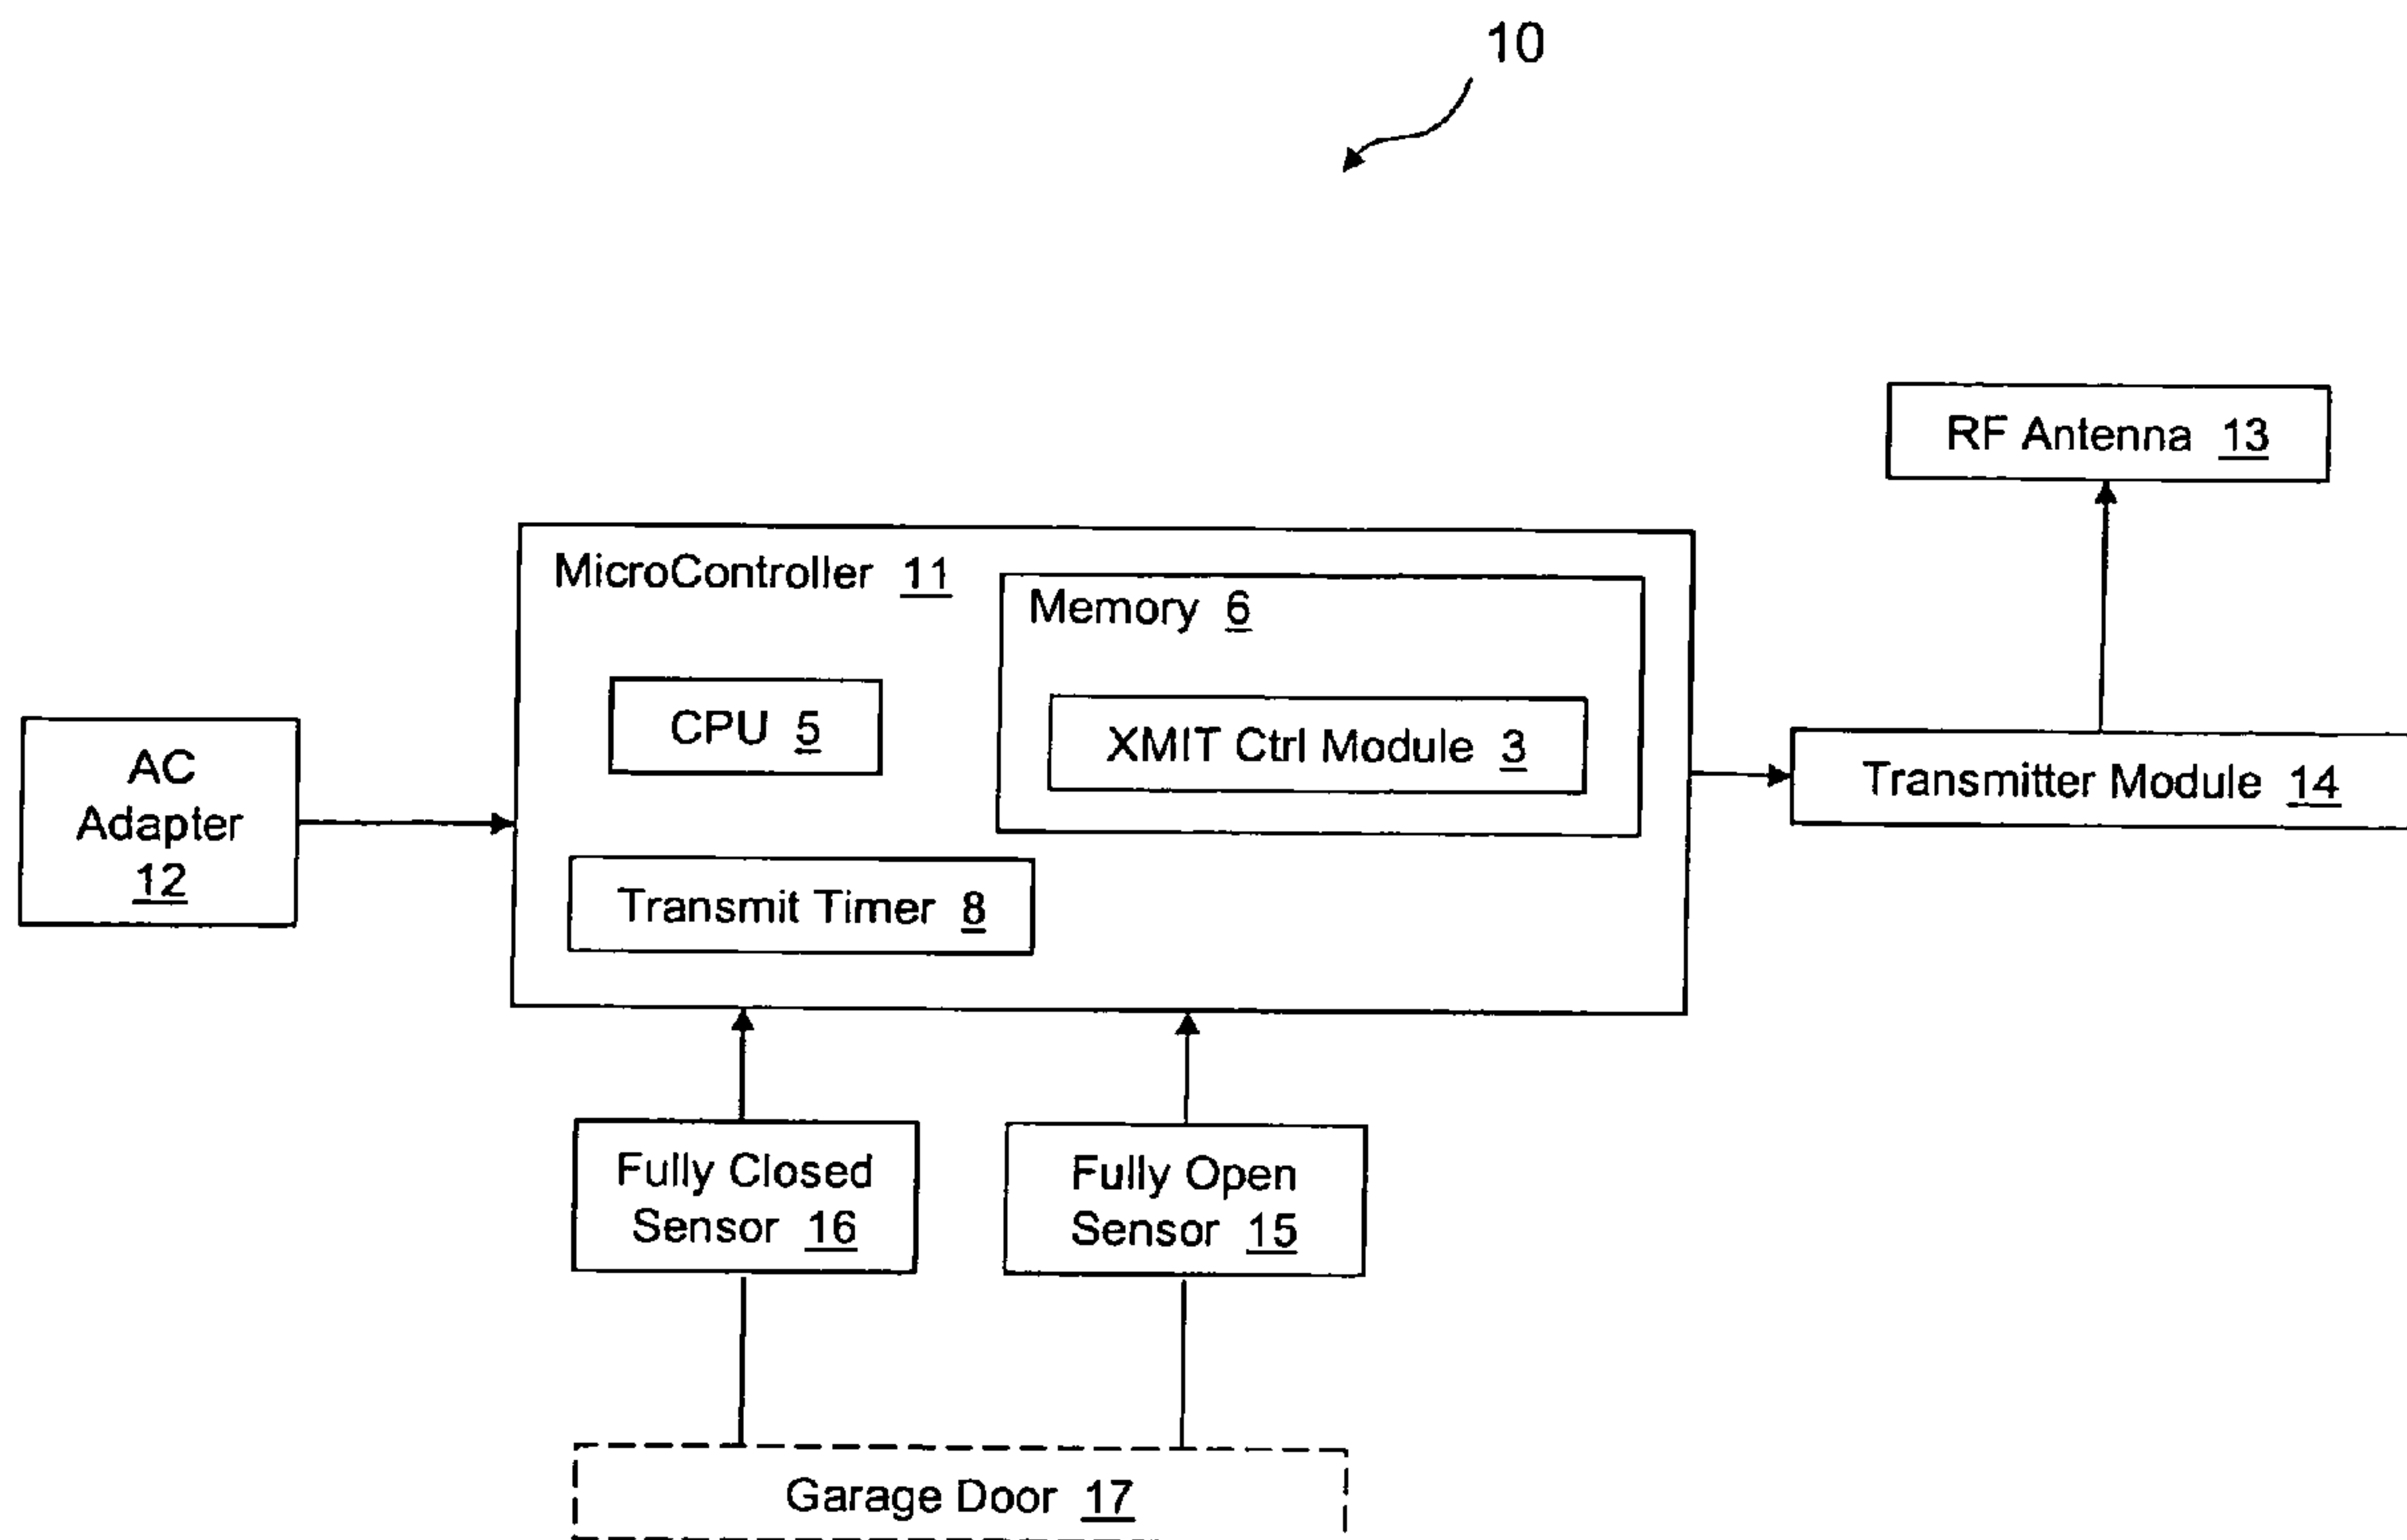 10
RF Antenna 13
MicroController 11
Memory 6
CPU 5
XMIT Ctrl Module 3
AC
Adapter
12
Transmitter Module 14
Transmit Timer 8
Fully Closed
Sensor 16
Fully Open
Sensor 15
Garage Door 17